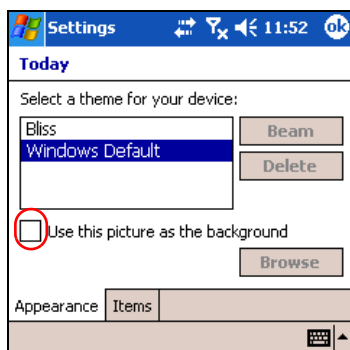 Settings 11:52 ok
Today
Select a theme for your device:
Bliss
Beam
Windows Default
Delete
Use this picture as the background
Browse
Appearance Items